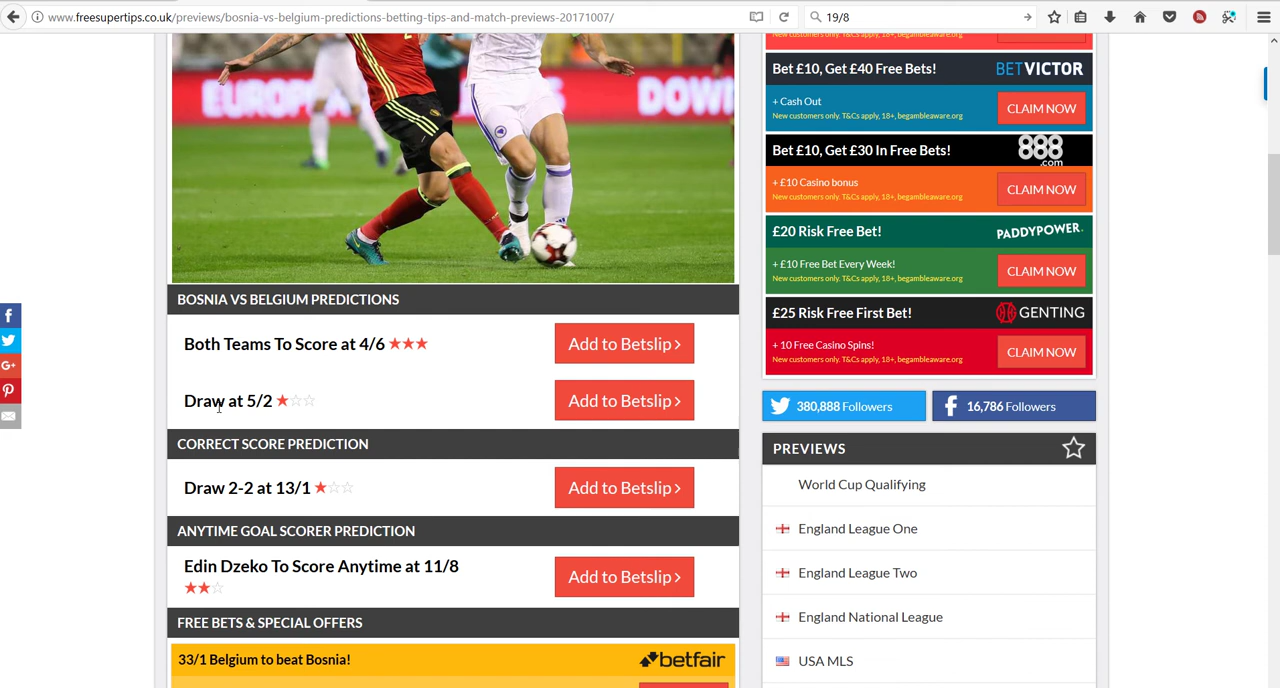 www.freesupertips.co.uk/previews/bosnia-vs-belgium-predictions-betting-tips-and-match-previews-20171007/
19/8
BOSNIA VS BELGIUM PREDICTIONS
Both Teams To Score at 4/6
Add to Betslip
Draw at 5/2
Add to Betslip
CORRECT SCORE PREDICTION
Draw 2-2 at 13/1
Add to Betslip
ANYTIME GOAL SCORER PREDICTION
Edin Dzeko To Score Anytime at 11/8
Add to Betslip
FREE BETS & SPECIAL OFFERS
33/1 Belgium to beat Bosnia!
betfair
New customers only. T&Cs apply, 18+, begambleaware.org
Bet £10, Get £40 Free Bets!
BETVICTOR
+ Cash Out
New customers only. T&Cs apply, 18+, begambleaware.org
CLAIM NOW
Bet £10, Get £30 In Free Bets!
888.com
+ £10 Casino bonus
New customers only. T&Cs apply, 18+, begambleaware.org
CLAIM NOW
£20 Risk Free Bet!
PADDYPOWER.
+ £10 Free Bet Every Week!
New customers only. T&Cs apply, 18+, begambleaware.org
CLAIM NOW
£25 Risk Free First Bet!
GENTING
+ 10 Free Casino Spins!
New customers only. T&Cs apply, 18+, begambleaware.org
CLAIM NOW
380,888 Followers
16,786 Followers
PREVIEWS
World Cup Qualifying
England League One
England League Two
England National League
USA MLS